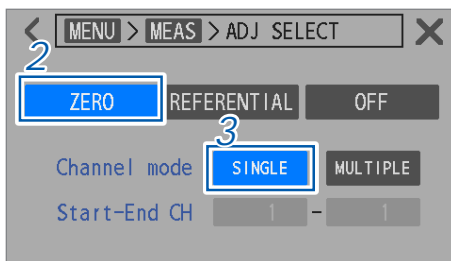 MENU > MEAS > ADJ SELECT
2
ZERO REFERENTIAL OFF
3
Channel mode SINGLE MULTIPLE
Start-End CH 1 - 1